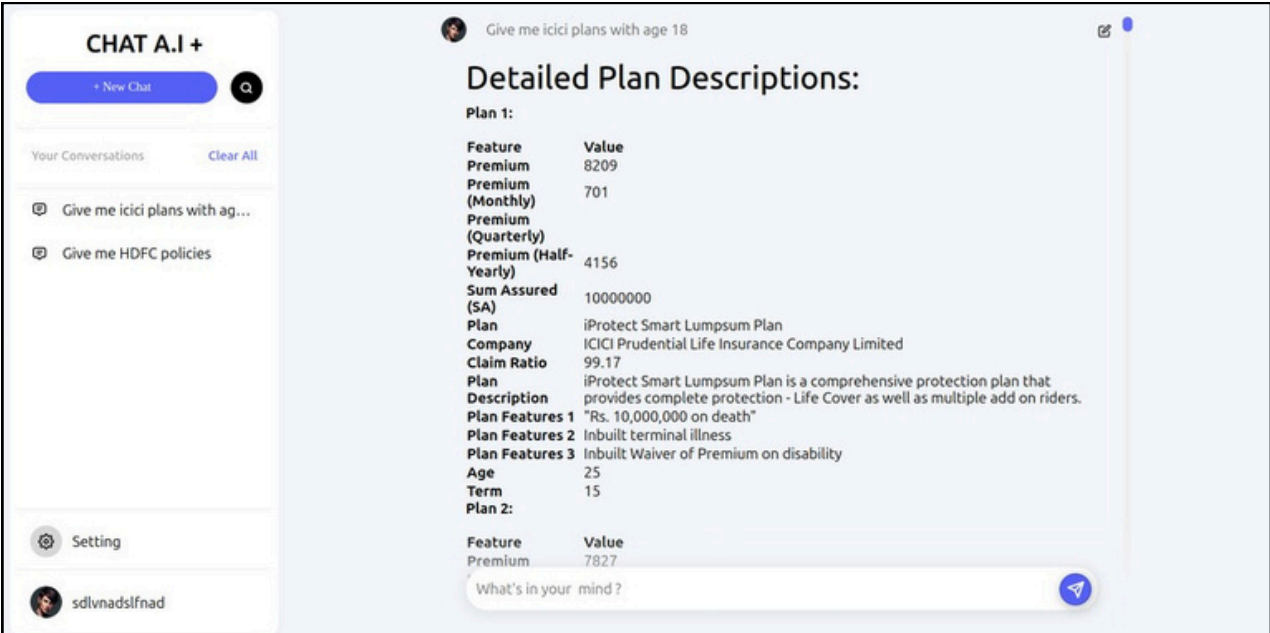 CHAT A.I +
+ New Chat
Your Conversations
Clear All
Give me icici plans with ag...
Give me HDFC policies
Setting
sdlvnadslfnad
Give me icici plans with age 18
Detailed Plan Descriptions:
Plan 1:
Feature Value
Premium 8209
Premium
(Monthly) 701
Premium
(Quarterly)
Premium (Half-
Yearly) 4156
Sum Assured
(SA) 10000000
Plan iProtect Smart Lumpsum Plan
Company ICICI Prudential Life Insurance Company Limited
Claim Ratio 99.17
Plan iProtect Smart Lumpsum Plan is a comprehensive protection plan that
Description provides complete protection - Life Cover as well as multiple add on riders.
Plan Features 1 "Rs. 10,000,000 on death"
Plan Features 2 Inbuilt terminal illness
Plan Features 3 Inbuilt Waiver of Premium on disability
Age 25
Term 15
Plan 2:
Feature Value
Premium 7827
What's in your mind ?